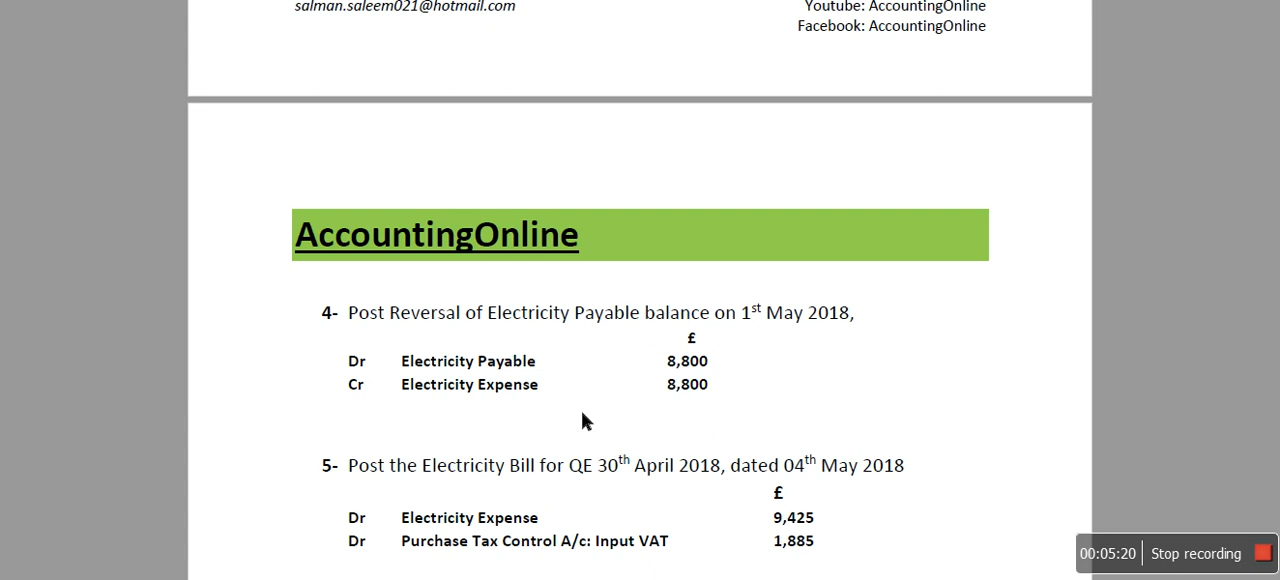 salman.saleem021@hotmail.com Youtube: AccountingOnline
Facebook: AccountingOnline
AccountingOnline
4- Post Reversal of Electricity Payable balance on 1st May 2018,
£
Dr Electricity Payable 8,800
Cr Electricity Expense 8,800
5- Post the Electricity Bill for QE 30th April 2018, dated 04th May 2018
£
Dr Electricity Expense 9,425
Dr Purchase Tax Control A/c: Input VAT 1,885
00:05:20 Stop recording